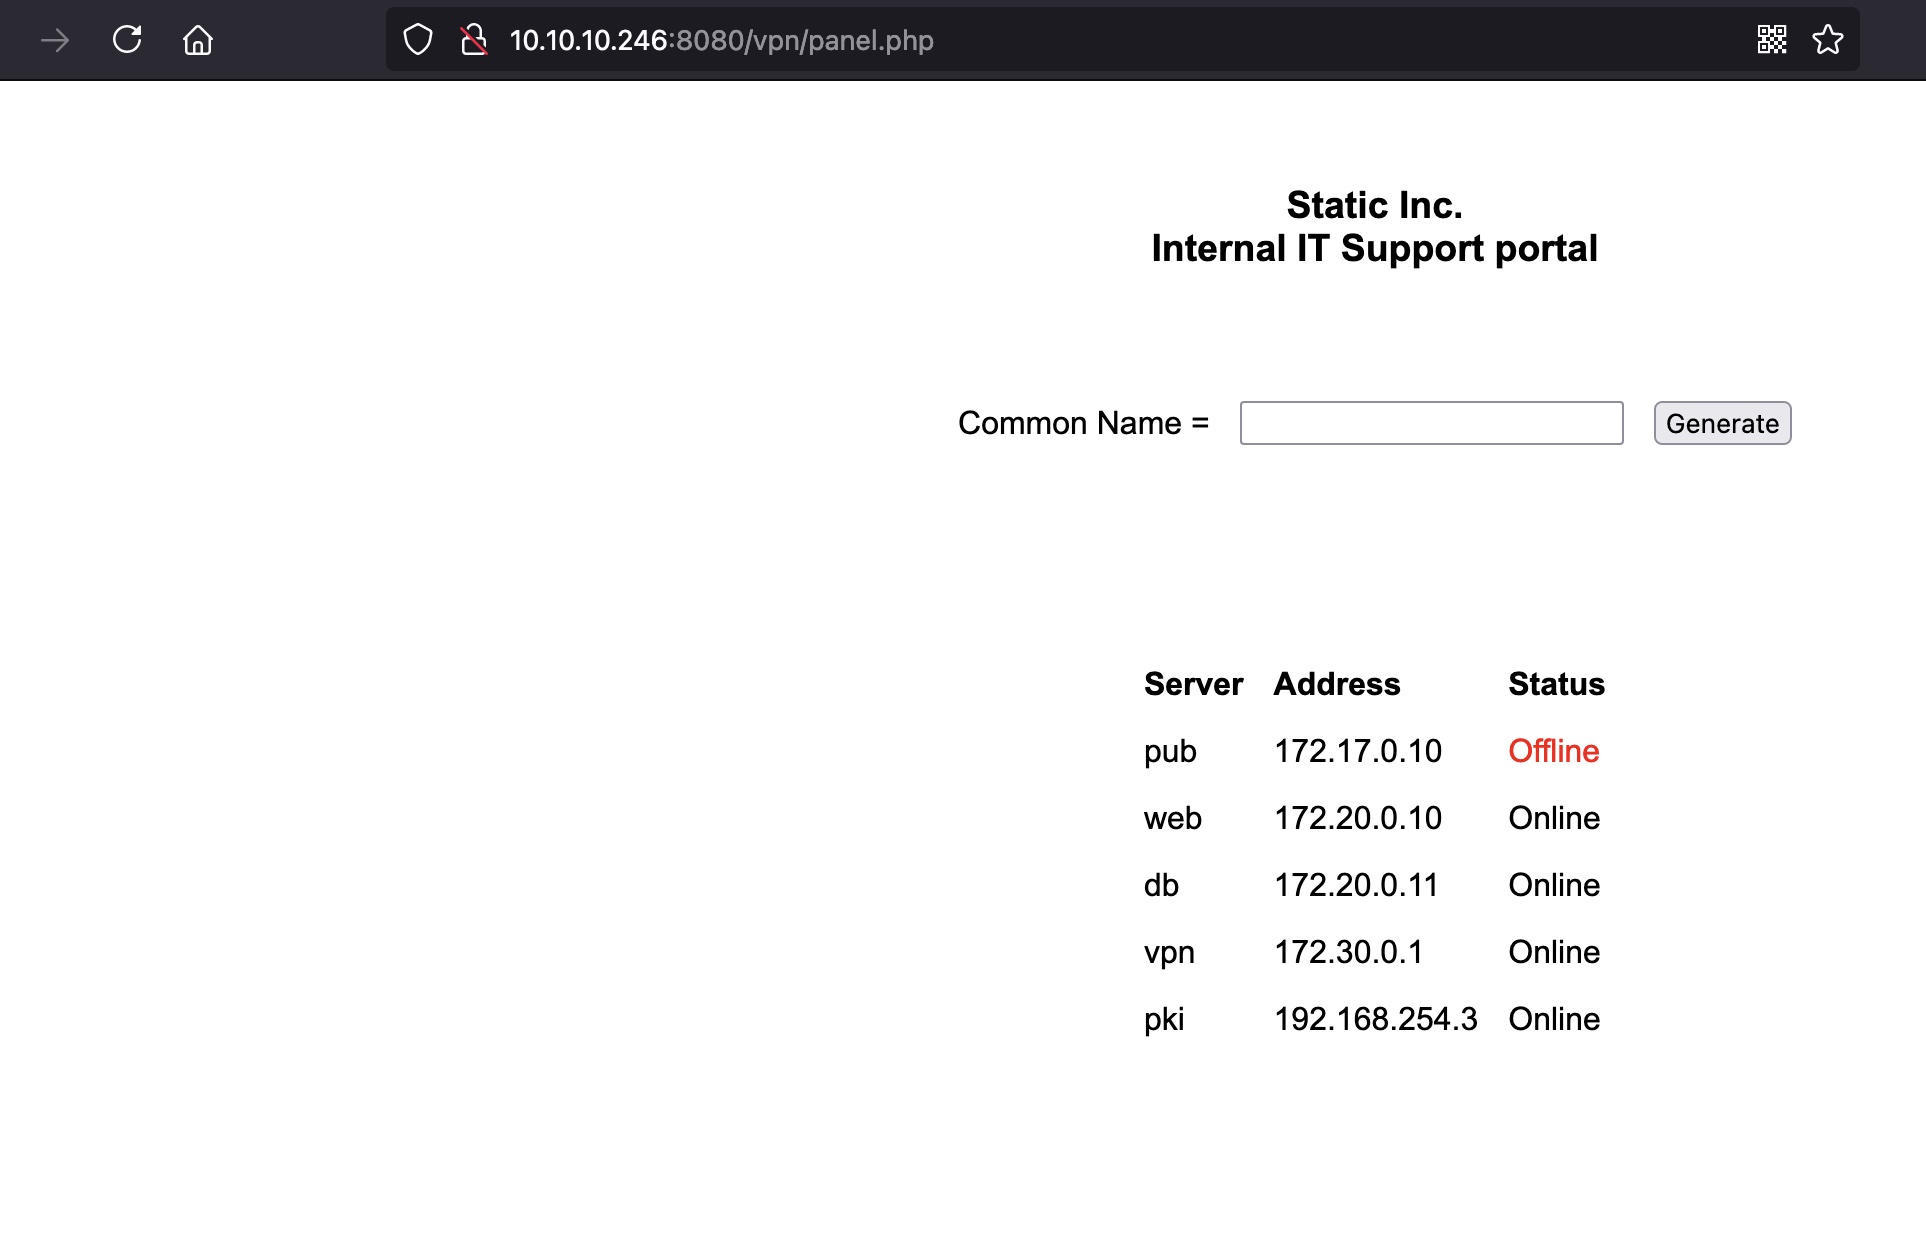 10.10.10.246:8080/vpn/panel.php
Static Inc.
Internal IT Support portal
Common Name = Generate
Server Address Status
pub 172.17.0.10 Offline
web 172.20.0.10 Online
db 172.20.0.11 Online
vpn 172.30.0.1 Online
pki 192.168.254.3 Online